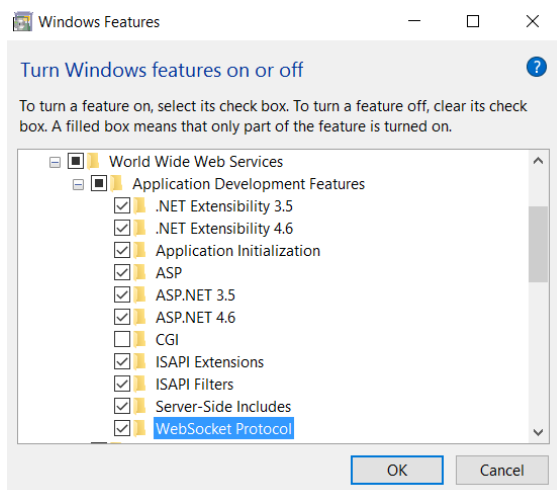 Windows Features
Turn Windows features on or off
?
To turn a feature on, select its check box. To turn a feature off, clear its check
box. A filled box means that only part of the feature is turned on.
World Wide Web Services
Application Development Features
.NET Extensibility 3.5
.NET Extensibility 4.6
Application Initialization
ASP
ASP.NET 3.5
ASP.NET 4.6
CGI
ISAPI Extensions
ISAPI Filters
Server-Side Includes
WebSocket Protocol
OK
Cancel